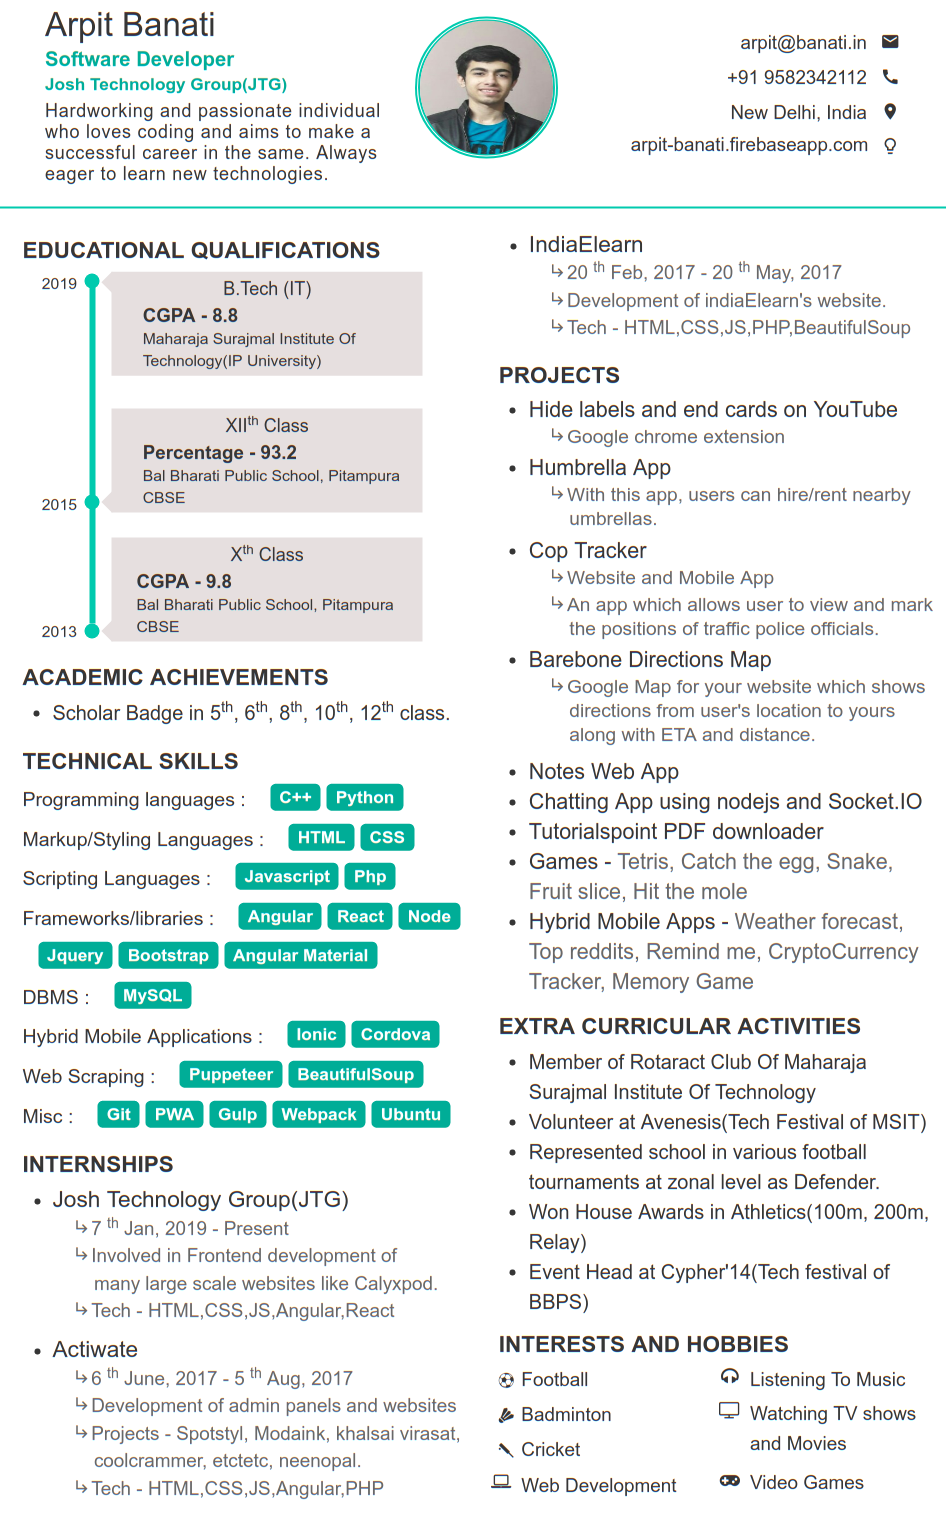 Arpit Banati
Software Developer
Josh Technology Group(JTG)
Hardworking and passionate individual
who loves coding and aims to make a
successful career in the same. Always
eager to learn new technologies.
arpit@banati.in
+91 9582342112
New Delhi, India
arpit-banati.firebaseapp.com
EDUCATIONAL QUALIFICATIONS
2019
B.Tech (IT)
CGPA - 8.8
Maharaja Surajmal Institute Of
Technology(IP University)
XIIth Class
Percentage - 93.2
Bal Bharati Public School, Pitampura
CBSE
2015
Xth Class
CGPA - 9.8
Bal Bharati Public School, Pitampura
CBSE
2013
ACADEMIC ACHIEVEMENTS
• Scholar Badge in 5th, 6th, 8th, 10th, 12th class.
TECHNICAL SKILLS
Programming languages : C++ Python
Markup/Styling Languages : HTML CSS
Scripting Languages : Javascript Php
Frameworks/libraries : Angular React Node
Jquery Bootstrap Angular Material
DBMS : MySQL
Hybrid Mobile Applications : Ionic Cordova
Web Scraping : Puppeteer BeautifulSoup
Misc : Git PWA Gulp Webpack Ubuntu
INTERNSHIPS
• Josh Technology Group(JTG)
↳7 th Jan, 2019 - Present
↳Involved in Frontend development of
many large scale websites like Calyxpod.
↳Tech - HTML,CSS,JS,Angular,React
• Actiwate
↳6 th June, 2017 - 5 th Aug, 2017
↳Development of admin panels and websites
↳Projects - Spotstyl, Modaink, khalsai virasat,
coolcrammer, etctetc, neenopal.
↳Tech - HTML,CSS,JS,Angular,PHP
• IndiaElearn
↳20 th Feb, 2017 - 20 th May, 2017
↳Development of indiaElearn's website.
↳Tech - HTML,CSS,JS,PHP,BeautifulSoup
PROJECTS
• Hide labels and end cards on YouTube
↳Google chrome extension
• Humbrella App
↳With this app, users can hire/rent nearby
umbrellas.
• Cop Tracker
↳Website and Mobile App
↳An app which allows user to view and mark
the positions of traffic police officials.
• Barebone Directions Map
↳Google Map for your website which shows
directions from user's location to yours
along with ETA and distance.
• Notes Web App
• Chatting App using nodejs and Socket.IO
• Tutorialspoint PDF downloader
• Games - Tetris, Catch the egg, Snake,
Fruit slice, Hit the mole
• Hybrid Mobile Apps - Weather forecast,
Top reddits, Remind me, CryptoCurrency
Tracker, Memory Game
EXTRA CURRICULAR ACTIVITIES
• Member of Rotaract Club Of Maharaja
Surajmal Institute Of Technology
• Volunteer at Avenesis(Tech Festival of MSIT)
• Represented school in various football
tournaments at zonal level as Defender.
• Won House Awards in Athletics(100m, 200m,
Relay)
• Event Head at Cypher'14(Tech festival of
BBPS)
INTERESTS AND HOBBIES
Football
Badminton
Cricket
Web Development
Listening To Music
Watching TV shows
and Movies
Video Games